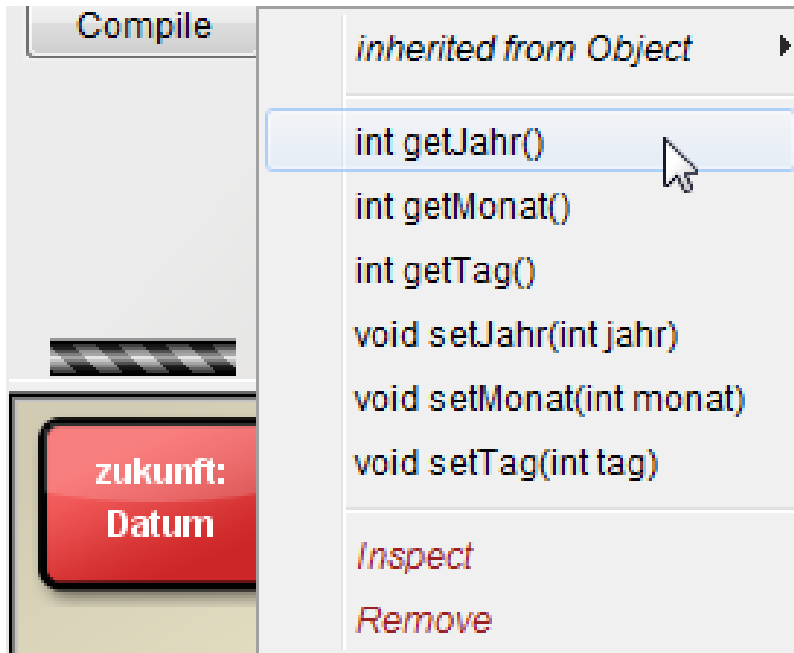 Compile
inherited from Object
int getJahr()
int getMonat()
int getTag()
void setJahr(int jahr)
void setMonat(int monat)
void setTag(int tag)
Inspect
Remove
zukunft:
Datum